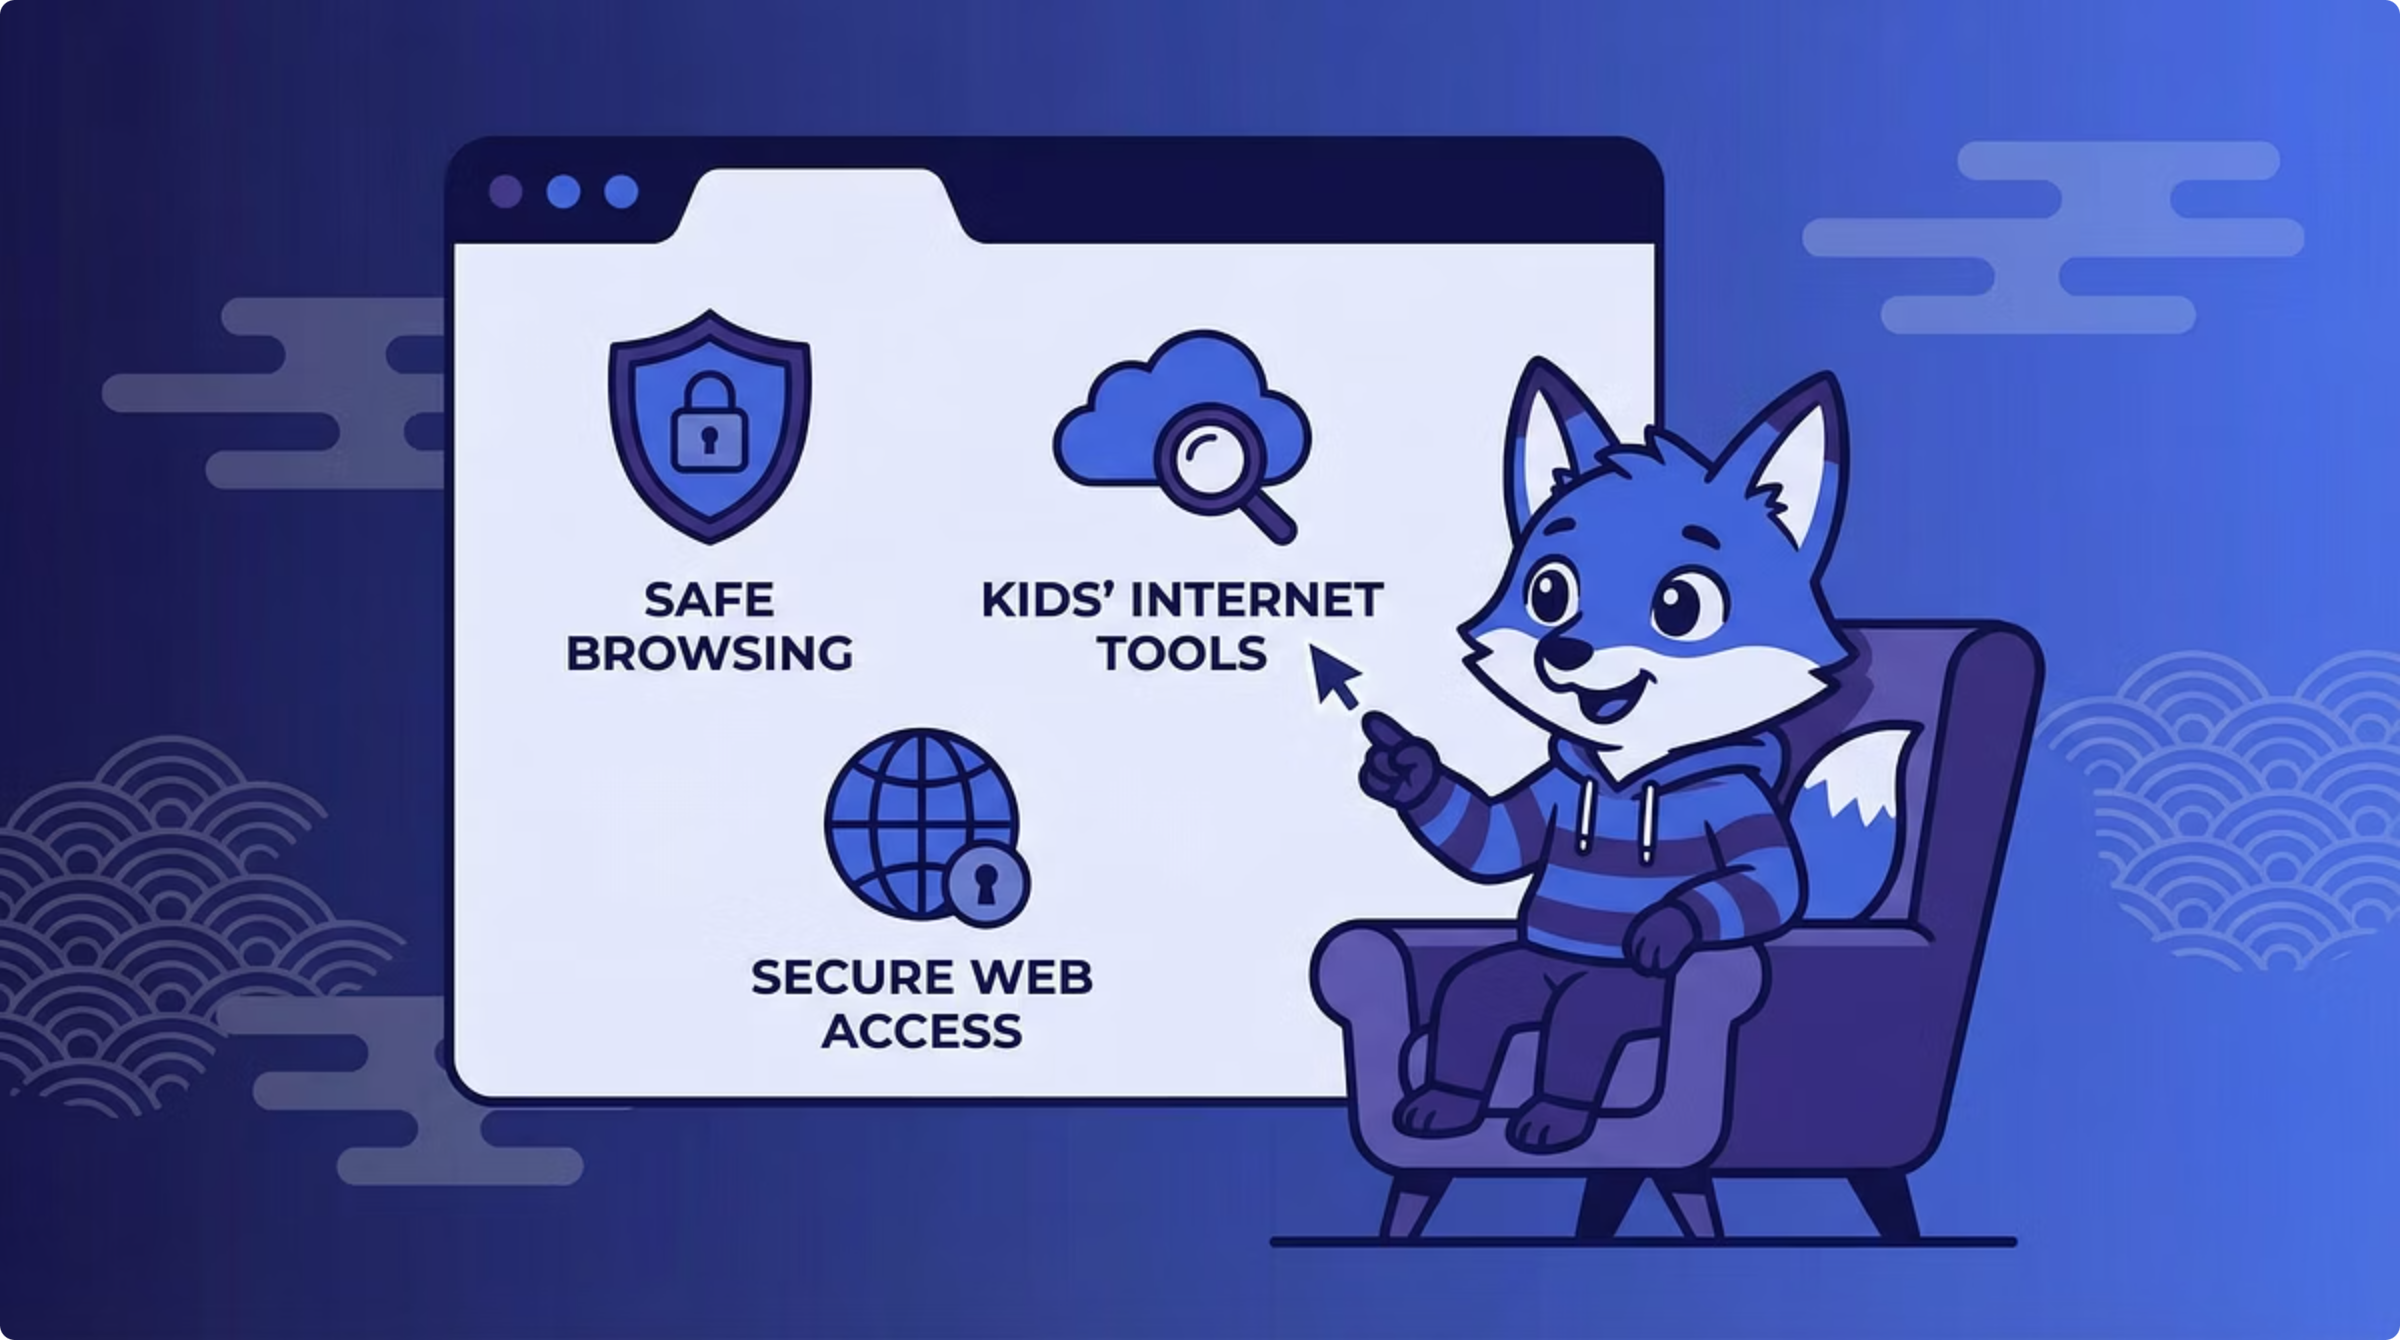 SAFE
BROWSING
KIDS’ INTERNET
TOOLS
SECURE WEB
ACCESS